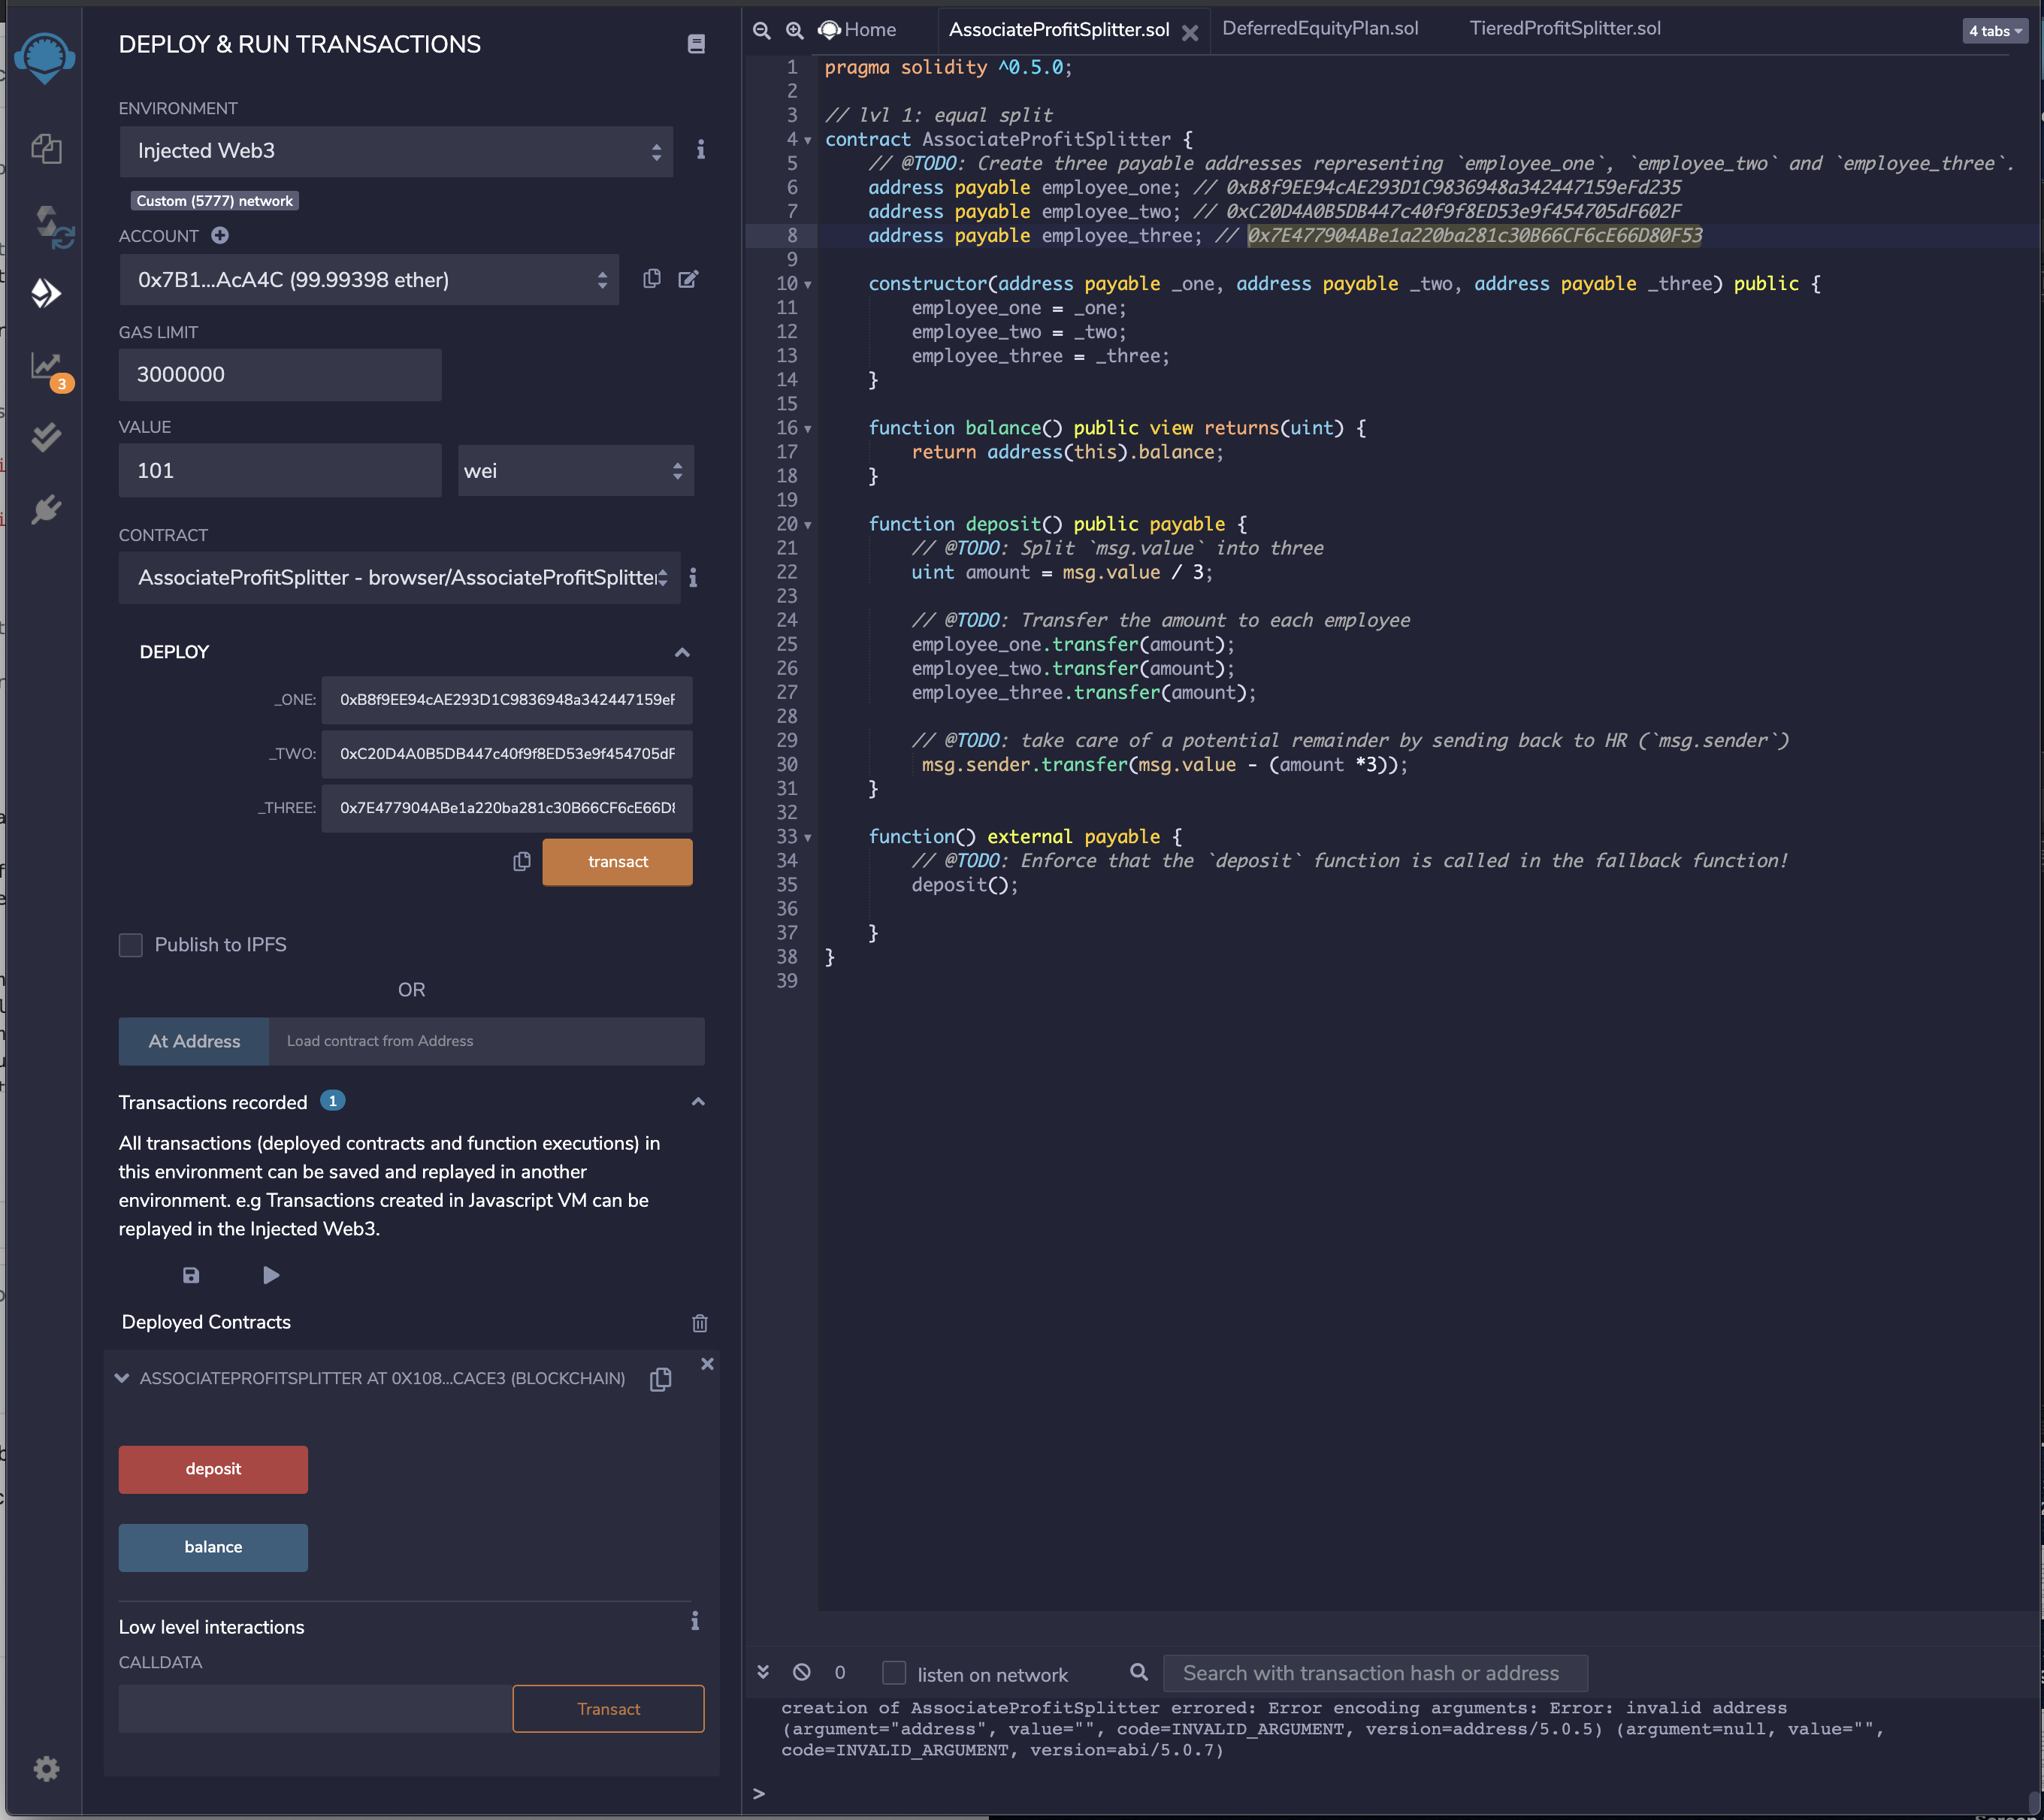 DEPLOY & RUN TRANSACTIONS
ENVIRONMENT
Injected Web3
Custom (5777) network
ACCOUNT
0x7B1...AcA4C (99.99398 ether)
GAS LIMIT
3000000
3
VALUE
101
wei
CONTRACT
AssociateProfitSplitter - browser/AssociateProfitSplitter
DEPLOY
_ONE:
0xB8f9EE94cAE293D1C9836948a342447159eF
_TWO:
0xC20D4A0B5DB447c40f9f8ED53e9f454705dF
_THREE:
0x7E477904ABe1a220ba281c30B66CF6cE66D8
transact
Publish to IPFS
OR
At Address
Load contract from Address
Transactions recorded 1
All transactions (deployed contracts and function executions) in
this environment can be saved and replayed in another
environment. e.g Transactions created in Javascript VM can be
replayed in the Injected Web3.
Deployed Contracts
ASSOCIATEPROFITSPLITTER AT 0X108...CACE3 (BLOCKCHAIN)
deposit
balance
Low level interactions
CALLDATA
Transact
Home
AssociateProfitSplitter.sol
DeferredEquityPlan.sol
TieredProfitSplitter.sol
4 tabs
1 pragma solidity ^0.5.0;
2
3 // lvl 1: equal split
4 contract AssociateProfitSplitter {
5 // @TODO: Create three payable addresses representing `employee_one`, `employee_two` and `employee_three`.
6 address payable employee_one; // 0xB8f9EE94cAE293D1C9836948a342447159eFd235
7 address payable employee_two; // 0xC20D4A0B5DB447c40f9f8ED53e9f454705dF602F
8 address payable employee_three; // 0x7E477904ABe1a220ba281c30B66CF6cE66D80F53
9
10 constructor(address payable _one, address payable _two, address payable _three) public {
11 employee_one = _one;
12 employee_two = _two;
13 employee_three = _three;
14 }
15
16 function balance() public view returns(uint) {
17 return address(this).balance;
18 }
19
20 function deposit() public payable {
21 // @TODO: Split `msg.value` into three
22 uint amount = msg.value / 3;
23
24 // @TODO: Transfer the amount to each employee
25 employee_one.transfer(amount);
26 employee_two.transfer(amount);
27 employee_three.transfer(amount);
28
29 // @TODO: take care of a potential remainder by sending back to HR (`msg.sender`)
30 msg.sender.transfer(msg.value - (amount *3));
31 }
32
33 function() external payable {
34 // @TODO: Enforce that the `deposit` function is called in the fallback function!
35 deposit();
36
37 }
38 }
39
0
listen on network
Search with transaction hash or address
creation of AssociateProfitSplitter errored: Error encoding arguments: Error: invalid address
(argument="address", value="", code=INVALID_ARGUMENT, version=address/5.0.5) (argument=null, value="",
code=INVALID_ARGUMENT, version=abi/5.0.7)
>